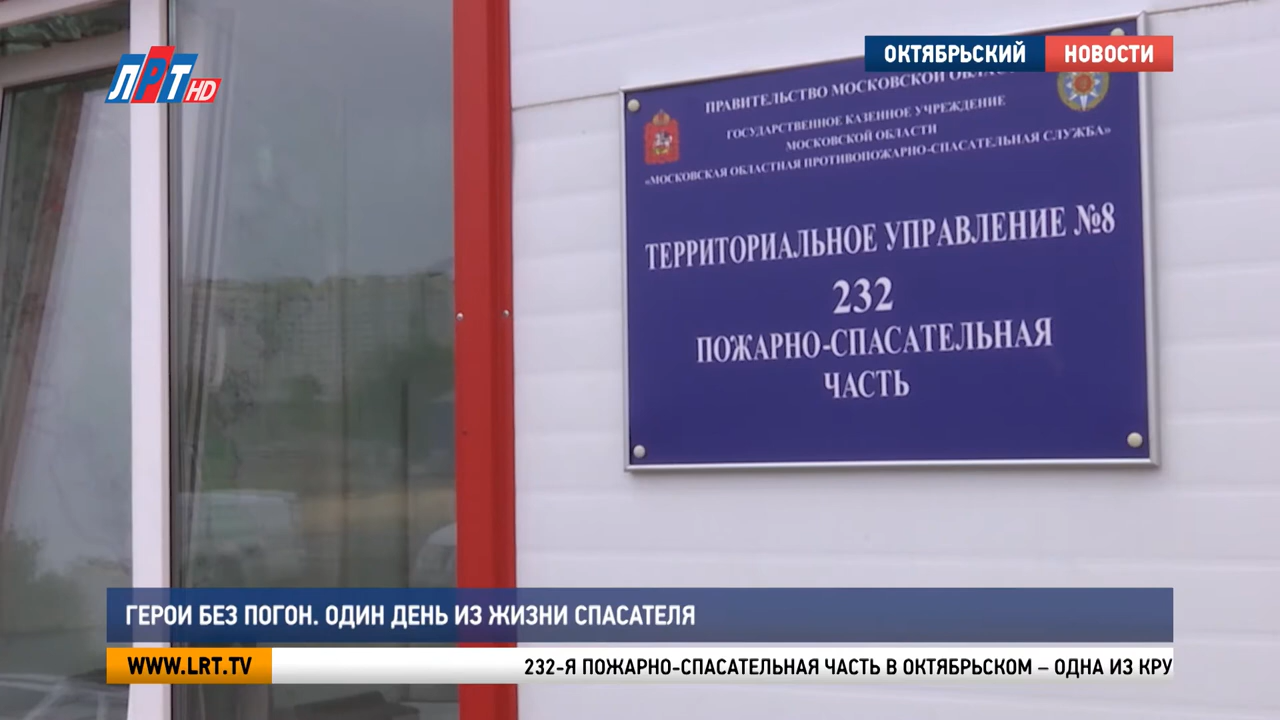 ЛРТ HD
ОКТЯБРЬСКИЙ НОВОСТИ
ПРАВИТЕЛЬСТВО МОСКОВСКОЙ
ГОСУДАРСТВЕННОЕ КАЗЕННОЕ УЧРЕЖДЕНИЕ
МОСКОВСКОЙ ОБЛАСТИ
«МОСКОВСКАЯ ОБЛАСТНАЯ ПРОТИВОПОЖАРНО-СПАСАТЕЛЬНАЯ СЛУЖБА»
ТЕРРИТОРИАЛЬНОЕ УПРАВЛЕНИЕ №8
232
ПОЖАРНО-СПАСАТЕЛЬНАЯ
ЧАСТЬ
ГЕРОИ БЕЗ ПОГОН. ОДИН ДЕНЬ ИЗ ЖИЗНИ СПАСАТЕЛЯ
WWW.LRT.TV 232-Я ПОЖАРНО-СПАСАТЕЛЬНАЯ ЧАСТЬ В ОКТЯБРЬСКОМ – ОДНА ИЗ КРУ